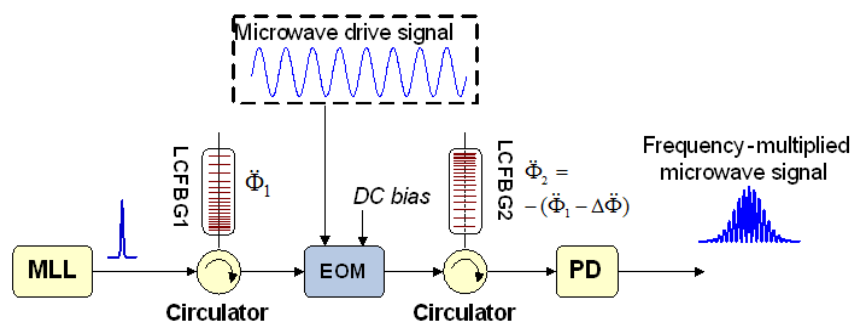 Microwave drive signal
LCFBG1
Φ̈₁
DC bias
LCFBG2
Φ̈₂ =
-(Φ̈₁ - ΔΦ̈)
Frequency-multiplied
microwave signal
MLL
EOM
PD
Circulator
Circulator